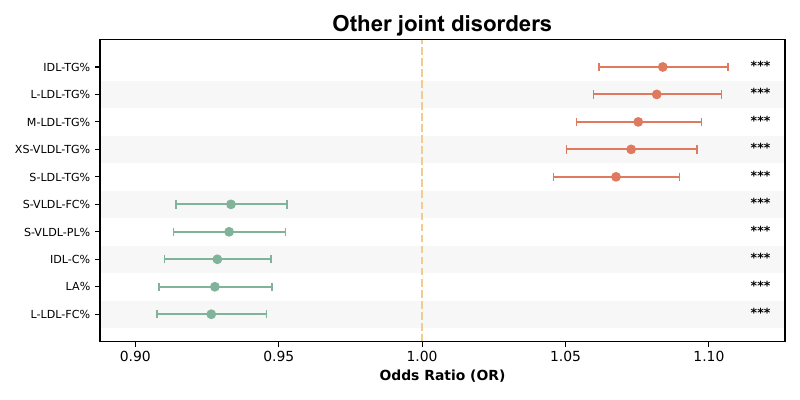 Other joint disorders
IDL-TG% ***
L-LDL-TG% ***
M-LDL-TG% ***
XS-VLDL-TG% ***
S-LDL-TG% ***
S-VLDL-FC% ***
S-VLDL-PL% ***
IDL-C% ***
LA% ***
L-LDL-FC% ***
0.90 0.95 1.00 1.05 1.10
Odds Ratio (OR)